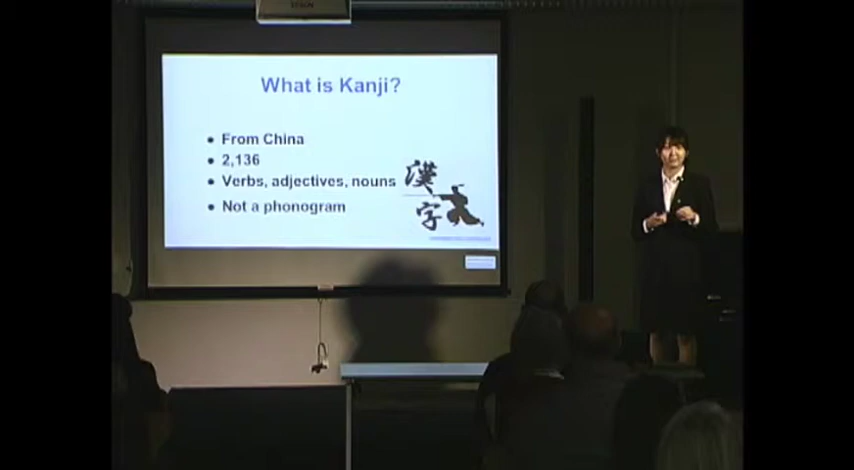 What is Kanji?
• From China
• 2,136
• Verbs, adjectives, nouns
• Not a phonogram
漢
字